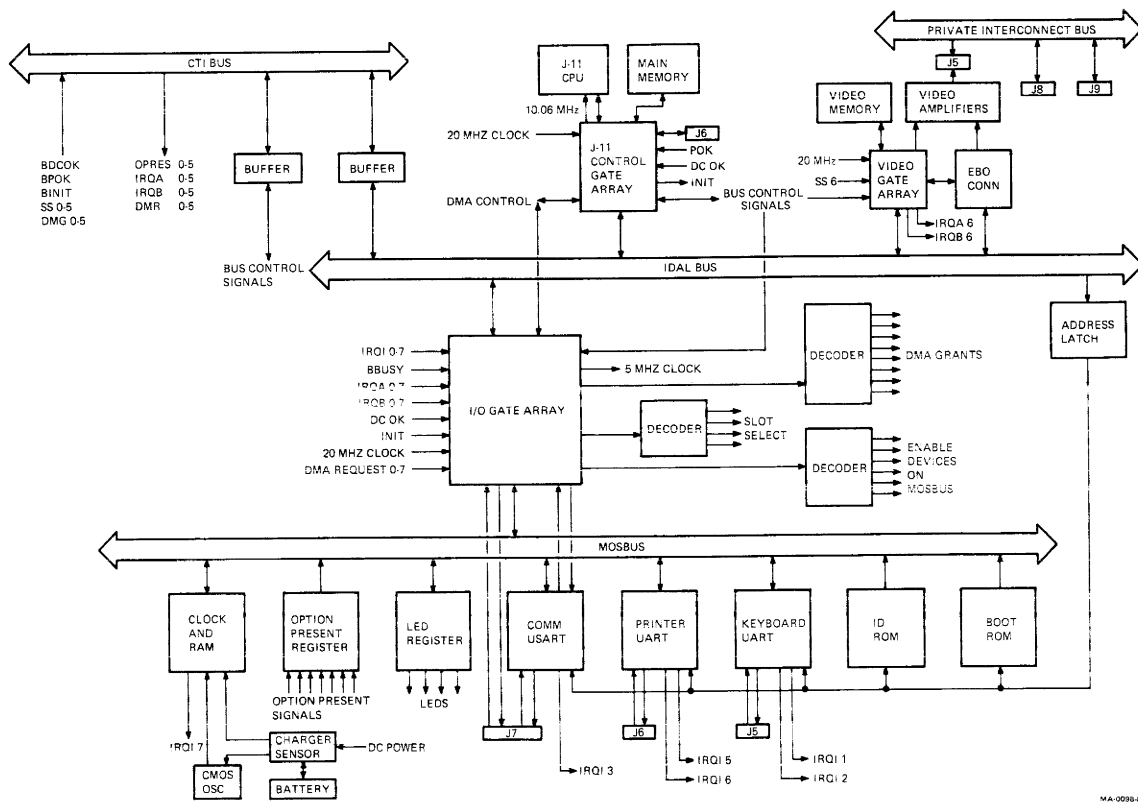 PRIVATE INTERCONNECT BUS
CTI BUS
J-11
CPU
MAIN
MEMORY
J5
J8
J9
VIDEO
MEMORY
VIDEO
AMPLIFIERS
10.06 MHz
20 MHZ CLOCK
J-11
CONTROL
GATE
ARRAY
J6
POK
DC OK
INIT
BUS CONTROL
SIGNALS
DMA CONTROL
20 MHz
SS 6
VIDEO
GATE
ARRAY
EBO
CONN
IRQA 6
IRQB 6
BDCOK
BPOK
BINIT
SS 0-5
DMG 0-5
OPRES 0-5
IRQA 0-5
IRQB 0-5
DMR 0-5
BUFFER
BUFFER
BUS CONTROL
SIGNALS
IDAL BUS
ADDRESS
LATCH
IRQI 0-7
BBUSY
IRQA 0-7
IRQB 0-7
DC OK
INIT
20 MHZ CLOCK
DMA REQUEST 0-7
I/O GATE ARRAY
5 MHZ CLOCK
DECODER
DMA GRANTS
DECODER
SLOT
SELECT
DECODER
ENABLE
DEVICES
ON
MOSBUS
MOSBUS
CLOCK
AND
RAM
OPTION
PRESENT
REGISTER
LED
REGISTER
COMM
USART
PRINTER
UART
KEYBOARD
UART
ID
ROM
BOOT
ROM
OPTION PRESENT
SIGNALS
LEDS
J7
J6
J5
IRQI 7
CHARGER
SENSOR
DC POWER
CMOS
OSC
BATTERY
IRQI 3
IRQI 5
IRQI 6
IRQI 1
IRQI 2